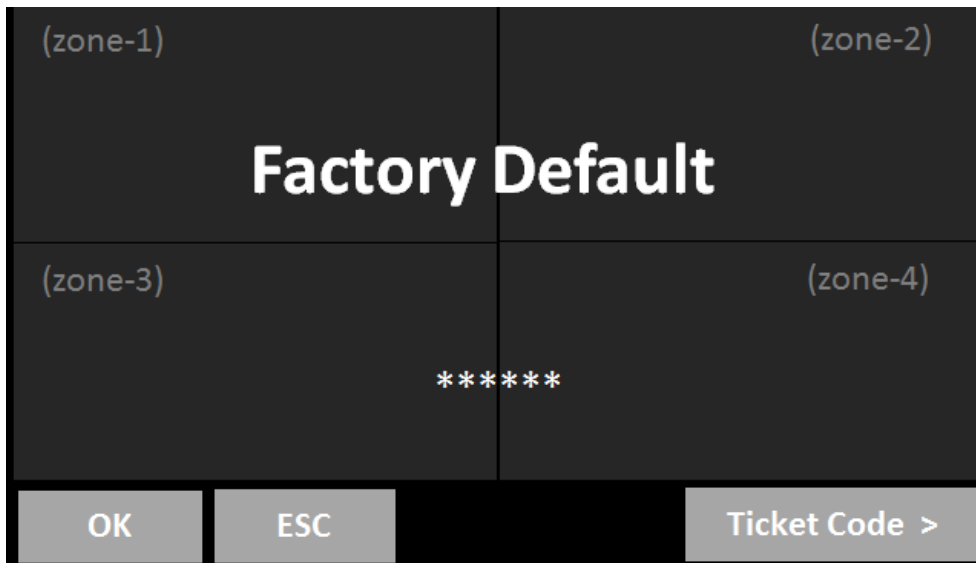 (zone-1) (zone-2)
Factory Default
(zone-3) (zone-4)
******
OK ESC Ticket Code >